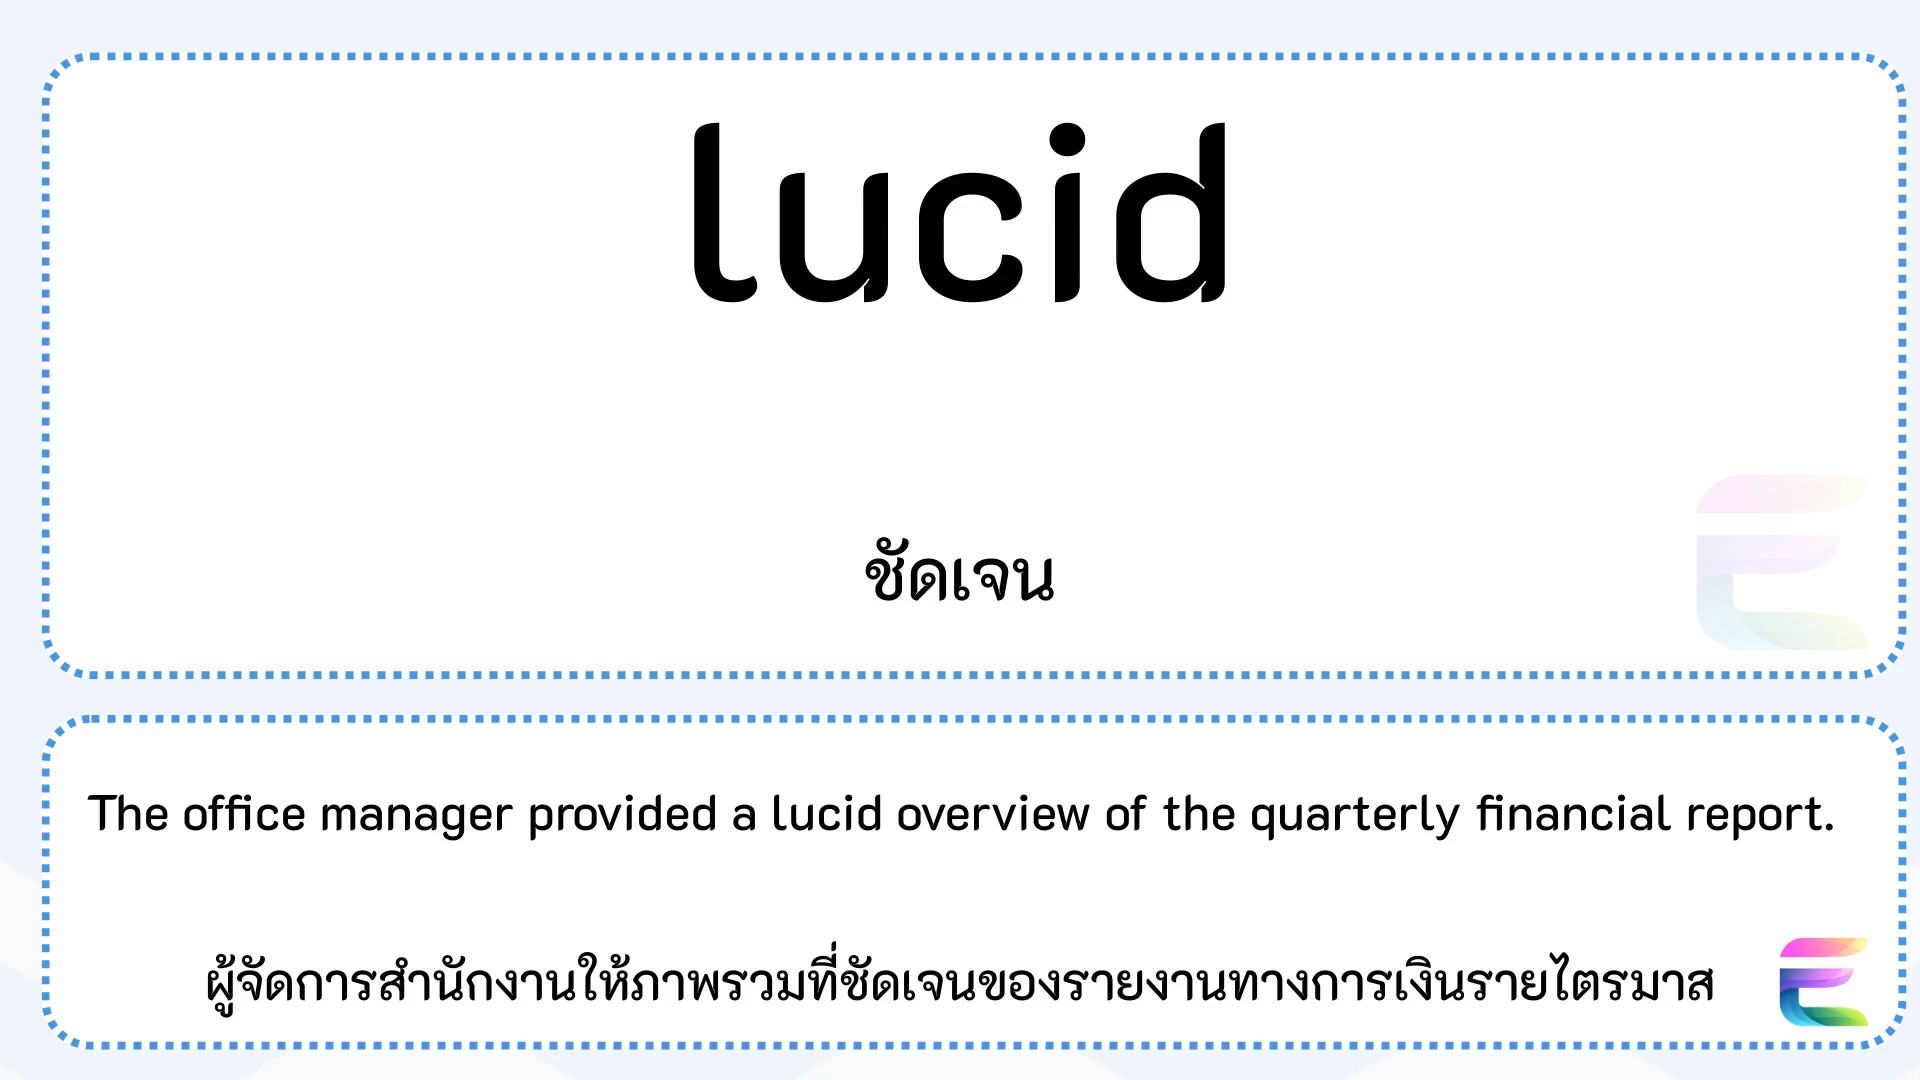 lucid
ชัดเจน
The office manager provided a lucid overview of the quarterly financial report.
ผู้จัดการสำนักงานให้ภาพรวมที่ชัดเจนของรายงานทางการเงินรายไตรมาส